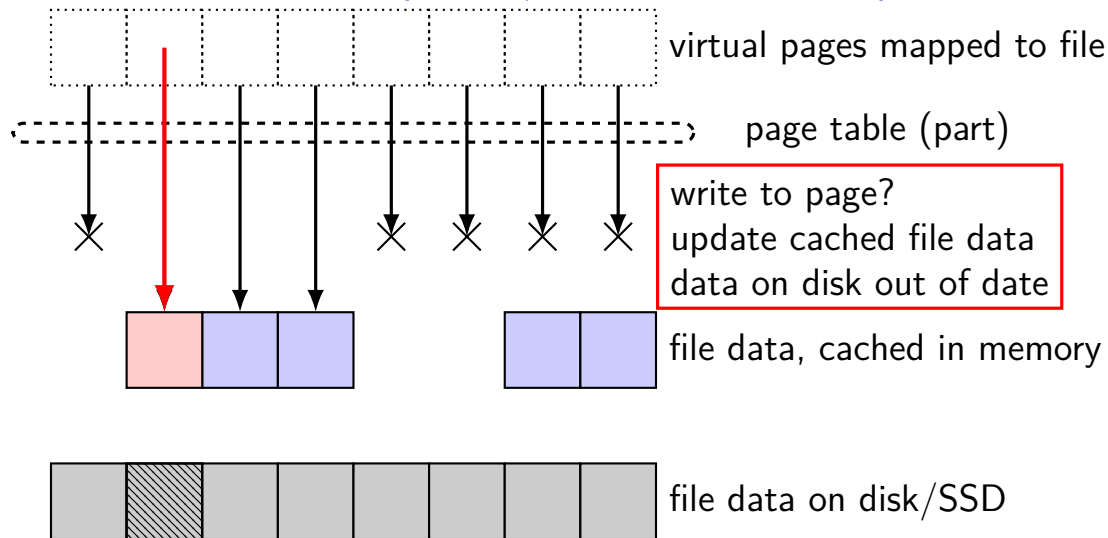 virtual pages mapped to file
page table (part)
write to page?
update cached file data
data on disk out of date
file data, cached in memory
file data on disk/SSD